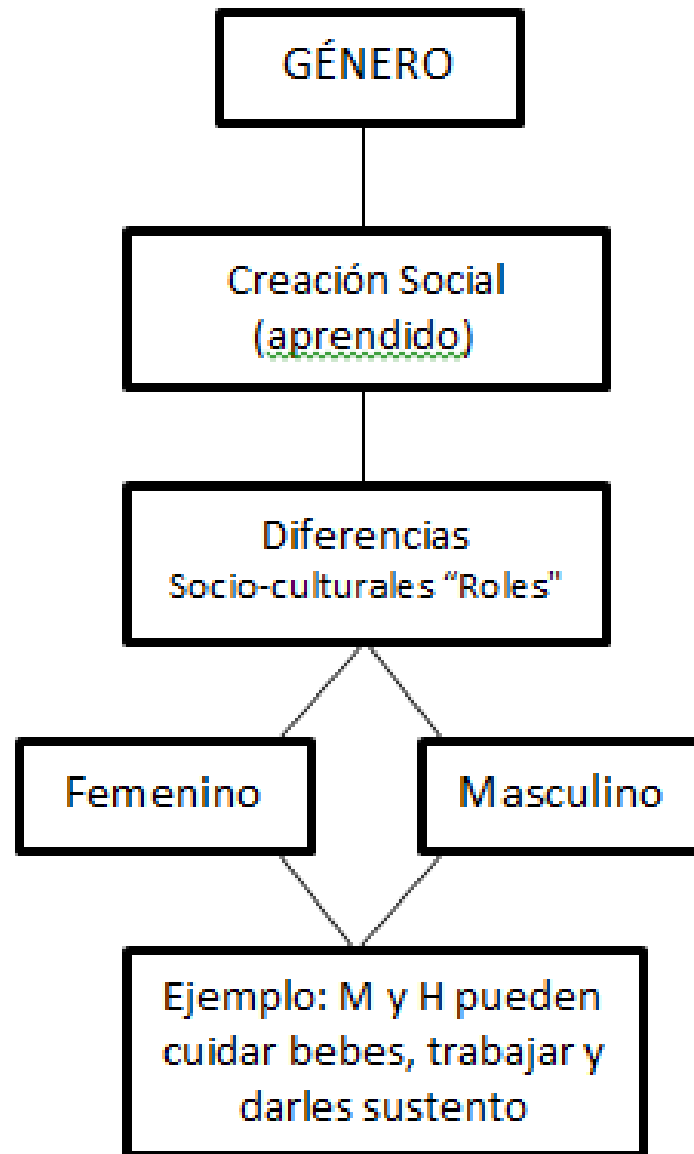 GÉNERO
Creación Social
(aprendido)
Diferencias
Socio-culturales “Roles"
Femenino
Masculino
Ejemplo: M y H pueden
cuidar bebes, trabajar y
darles sustento